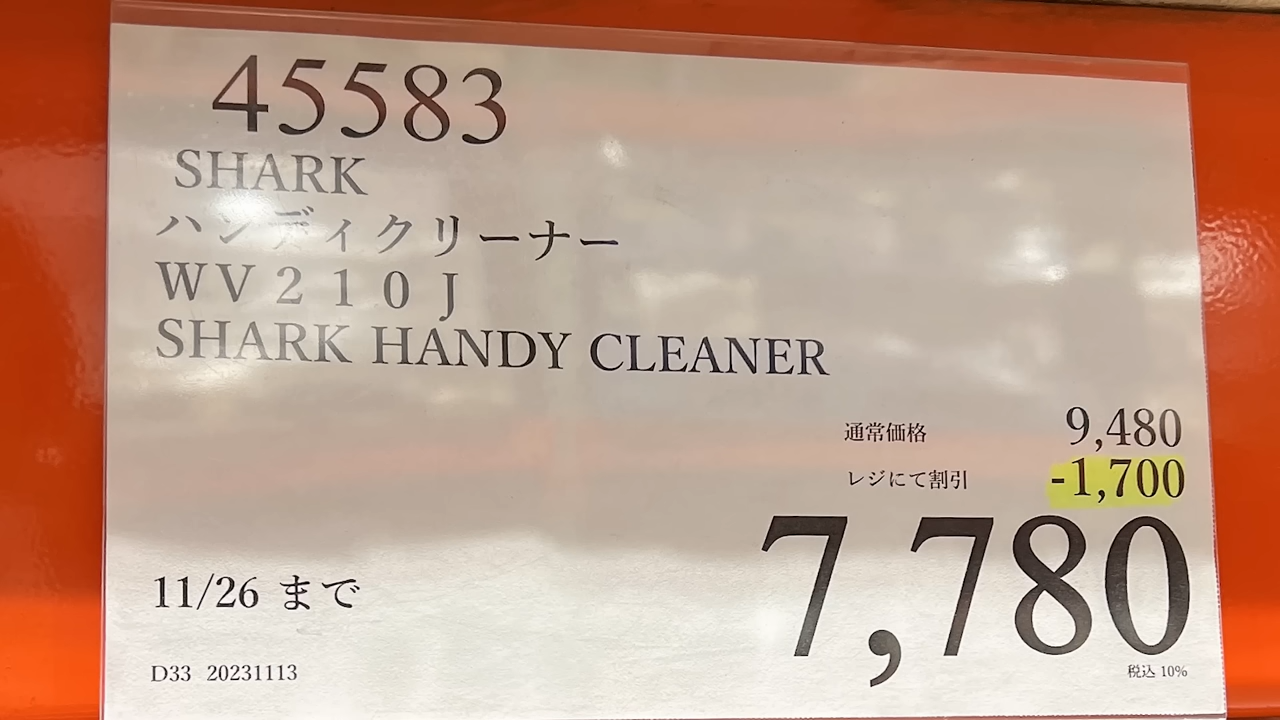 45583
SHARK
ハンディクリーナー
ＷＶ２１０Ｊ
SHARK HANDY CLEANER
通常価格 9,480
レジにて割引 -1,700
7,780
11/26 まで
D33 20231113
税込 10%